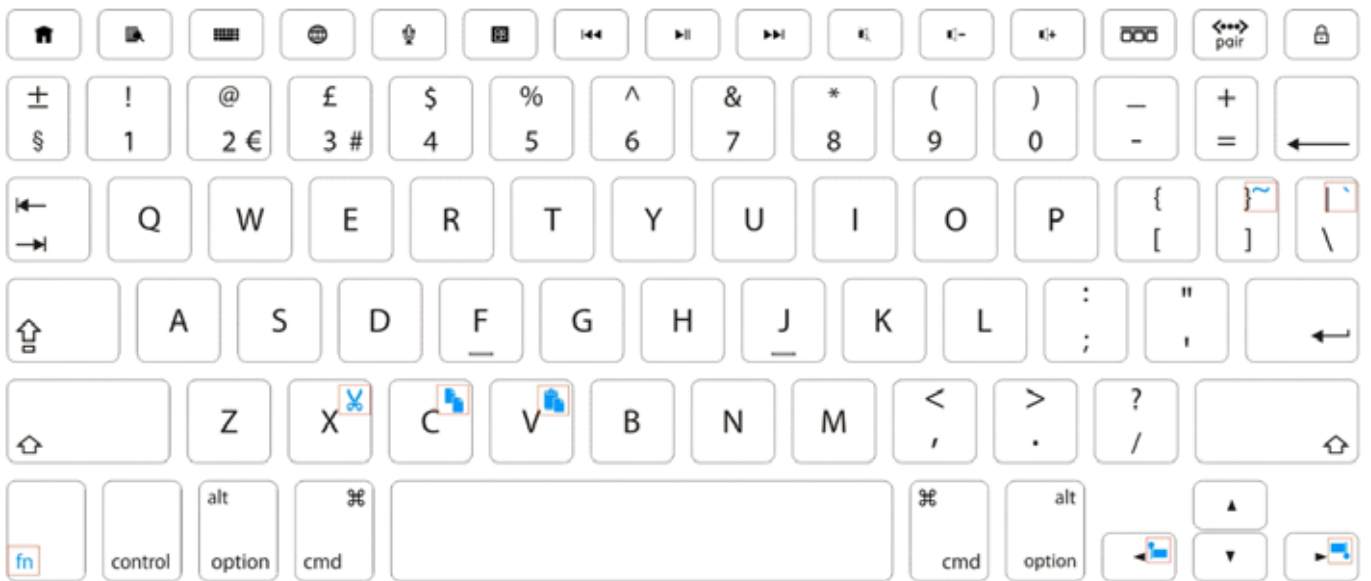 pair
± ! @ £ $ % ^ & * ( ) _ +
§ 1 2 € 3 # 4 5 6 7 8 9 0 - =
Q W E R T Y U I O P { [ } ~ ] | ` \
A S D F G H J K L : ; " '
Z X C V B N M < , > . ? /
alt ⌘ ⌘ alt
fn control option cmd cmd option